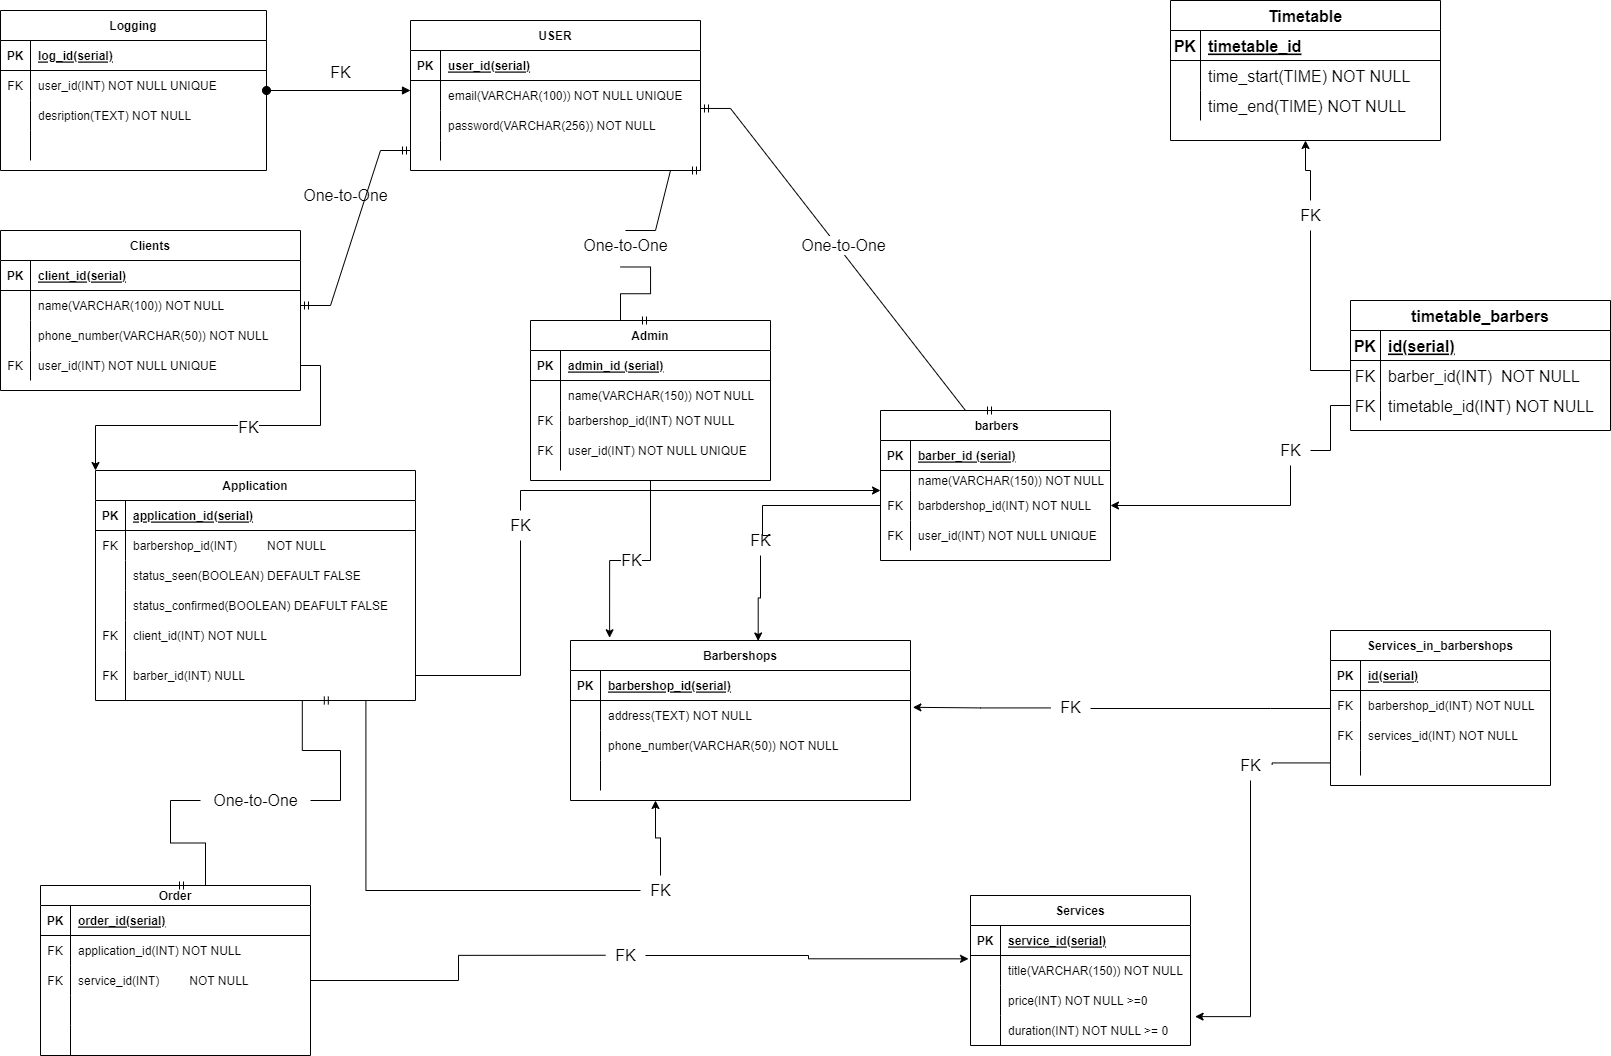 Logging
PK log_id(serial)
FK user_id(INT) NOT NULL UNIQUE
desription(TEXT) NOT NULL
FK
USER
PK user_id(serial)
email(VARCHAR(100)) NOT NULL UNIQUE
password(VARCHAR(256)) NOT NULL
Timetable
PK timetable_id
time_start(TIME) NOT NULL
time_end(TIME) NOT NULL
One-to-One
One-to-One
One-to-One
FK
Clients
PK client_id(serial)
name(VARCHAR(100)) NOT NULL
phone_number(VARCHAR(50)) NOT NULL
FK user_id(INT) NOT NULL UNIQUE
FK
Admin
PK admin_id (serial)
name(VARCHAR(150)) NOT NULL
FK barbershop_id(INT) NOT NULL
FK user_id(INT) NOT NULL UNIQUE
timetable_barbers
PK id(serial)
FK barber_id(INT) NOT NULL
FK timetable_id(INT) NOT NULL
FK
barbers
PK barber_id (serial)
name(VARCHAR(150)) NOT NULL
FK barbdershop_id(INT) NOT NULL
FK user_id(INT) NOT NULL UNIQUE
Application
PK application_id(serial)
FK barbershop_id(INT) NOT NULL
status_seen(BOOLEAN) DEFAULT FALSE
status_confirmed(BOOLEAN) DEAFULT FALSE
FK client_id(INT) NOT NULL
FK barber_id(INT) NULL
FK
FK
FK
Barbershops
PK barbershop_id(serial)
address(TEXT) NOT NULL
phone_number(VARCHAR(50)) NOT NULL
FK
Services_in_barbershops
PK id(serial)
FK barbershop_id(INT) NOT NULL
FK services_id(INT) NOT NULL
FK
One-to-One
FK
Order
PK order_id(serial)
FK application_id(INT) NOT NULL
FK service_id(INT) NOT NULL
FK
Services
PK service_id(serial)
title(VARCHAR(150)) NOT NULL
price(INT) NOT NULL >=0
duration(INT) NOT NULL >= 0